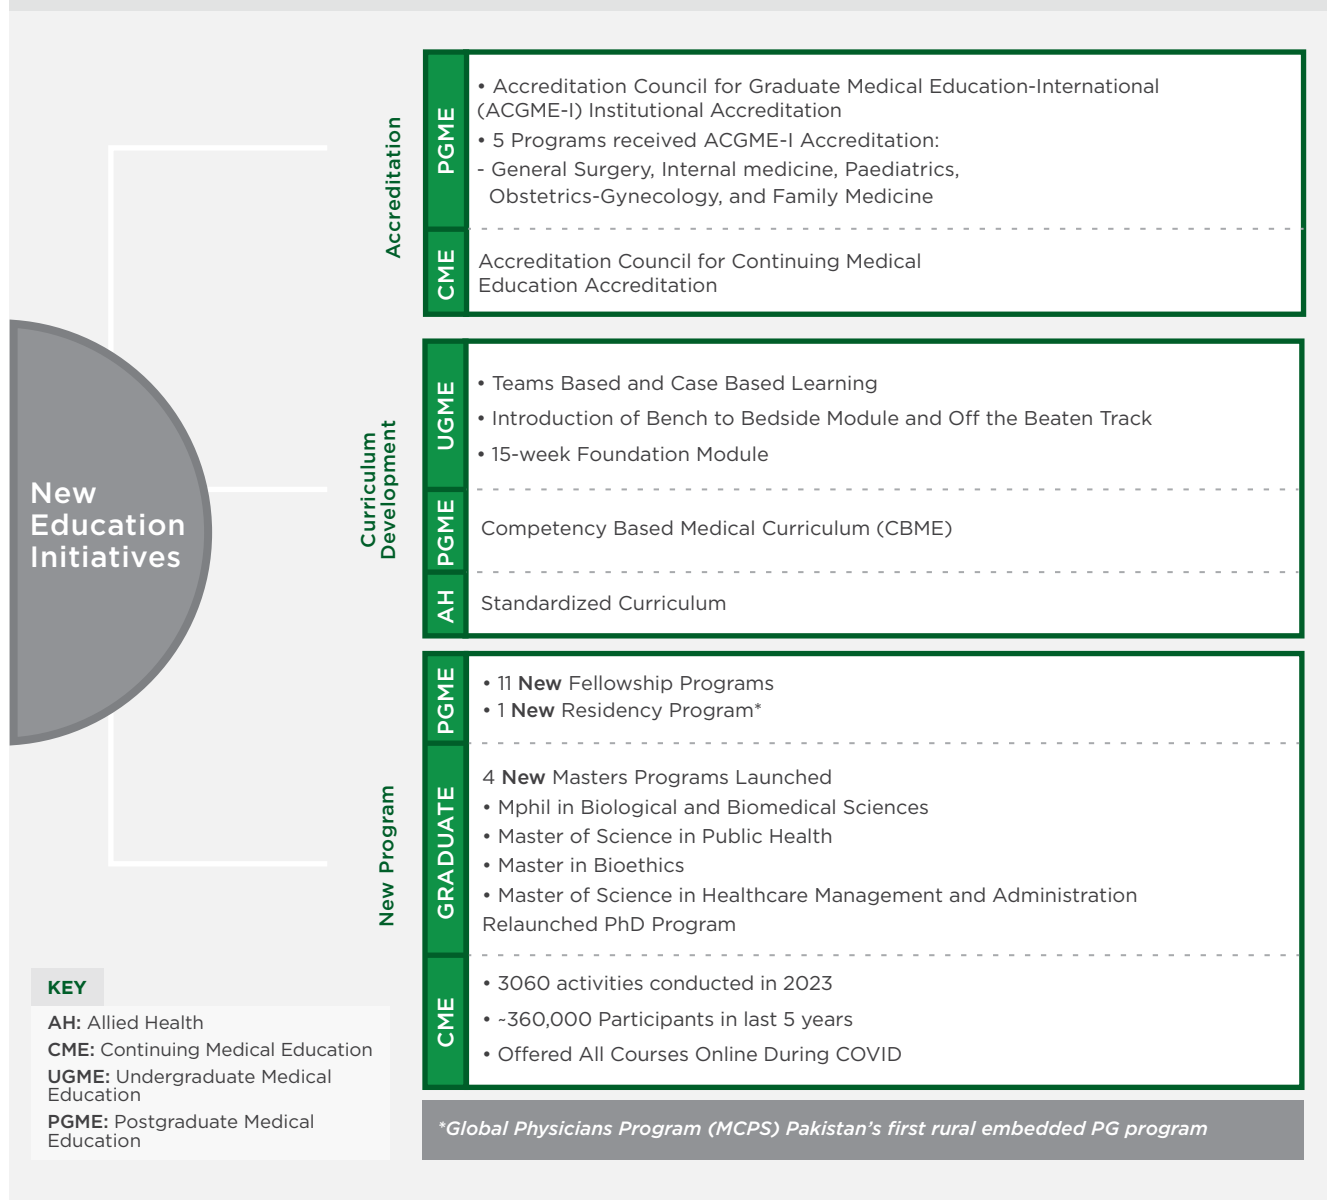 New
Education
Initiatives
Accreditation
PGME
• Accreditation Council for Graduate Medical Education-International
(ACGME-I) Institutional Accreditation
• 5 Programs received ACGME-I Accreditation:
- General Surgery, Internal medicine, Paediatrics,
Obstetrics-Gynecology, and Family Medicine
CME
Accreditation Council for Continuing Medical
Education Accreditation
Curriculum
Development
UGME
• Teams Based and Case Based Learning
• Introduction of Bench to Bedside Module and Off the Beaten Track
• 15-week Foundation Module
PGME
Competency Based Medical Curriculum (CBME)
AH
Standardized Curriculum
New Program
PGME
• 11 New Fellowship Programs
• 1 New Residency Program*
GRADUATE
4 New Masters Programs Launched
• Mphil in Biological and Biomedical Sciences
• Master of Science in Public Health
• Master in Bioethics
• Master of Science in Healthcare Management and Administration
Relaunched PhD Program
CME
• 3060 activities conducted in 2023
• ~360,000 Participants in last 5 years
• Offered All Courses Online During COVID
KEY
AH: Allied Health
CME: Continuing Medical Education
UGME: Undergraduate Medical
Education
PGME: Postgraduate Medical
Education
*Global Physicians Program (MCPS) Pakistan's first rural embedded PG program